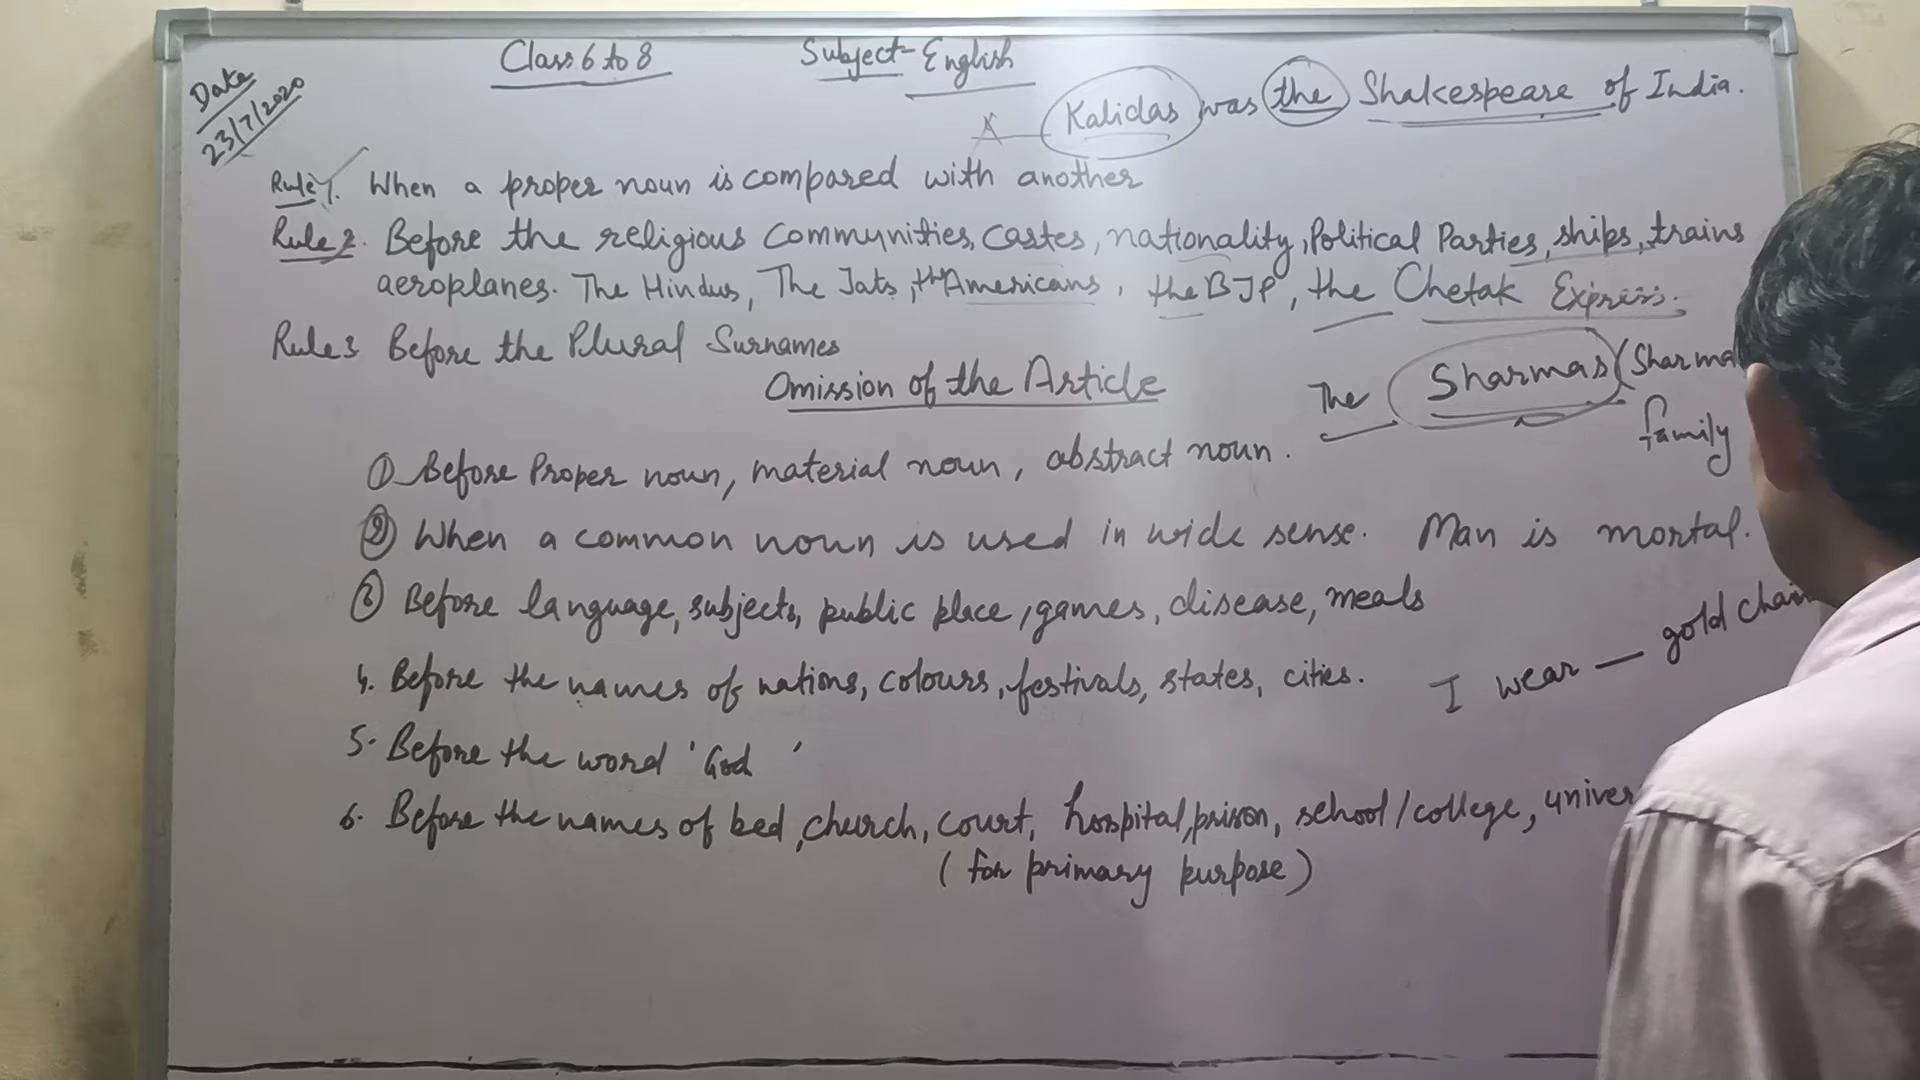 Date
23/7/2020
Class 6 to 8
Subject- English
Kalidas was the Shakespeare of India.
Rule 1. When a proper noun is compared with another
Rule 2. Before the religious Communities, Castes, nationality, Political Parties, ships, trains
aeroplanes. The Hindus, The Jats, the Americans, the BJP, the Chetak Express.
Rule 3 Before the Plural Surnames
The Sharmas (Sharma
family
Omission of the Article
① Before Proper noun, material noun, abstract noun.
② When a common noun is used in wide sense. Man is mortal.
③ Before language, subjects, public place, games, disease, meals
4. Before the names of nations, colours, festivals, states, cities.
I wear — gold chain
5. Before the word 'God'
6. Before the names of bed, church, court, hospital, prison, school/college, univer
(for primary purpose)